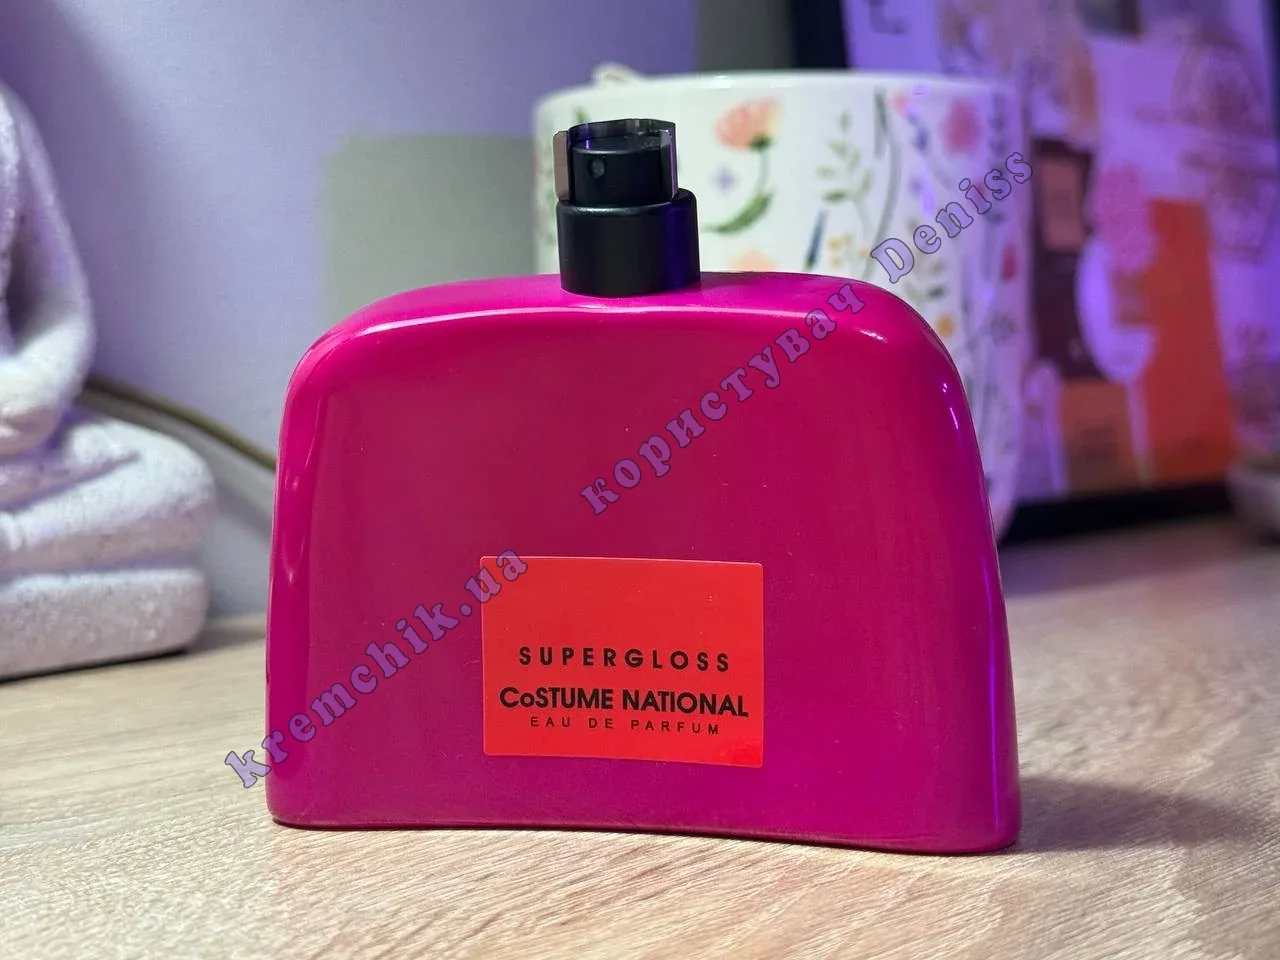 SUPERGLOSS
CoSTUME NATIONAL
EAU DE PARFUM
kremchik.ua користувач Deniss